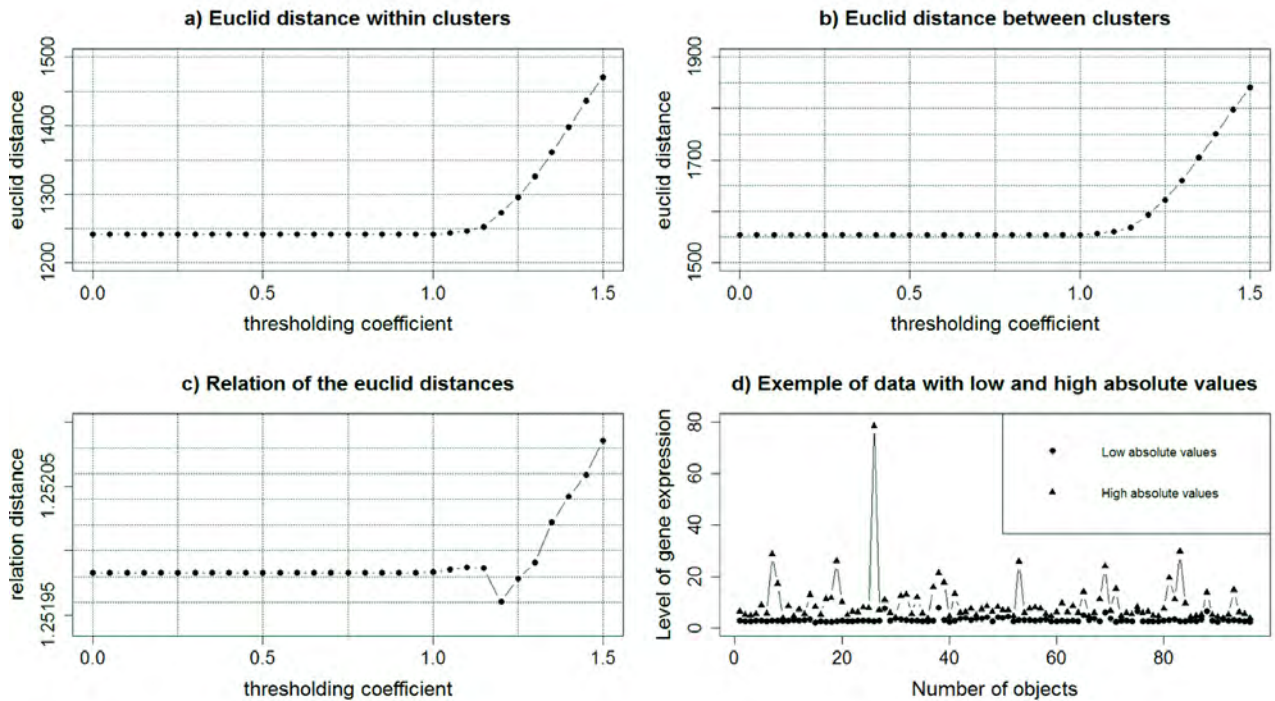 a) Euclid distance within clusters
euclid distance
1200 1300 1400 1500
0.0 0.5 1.0 1.5
thresholding coefficient
b) Euclid distance between clusters
euclid distance
1500 1700 1900
0.0 0.5 1.0 1.5
thresholding coefficient
c) Relation of the euclid distances
relation distance
1.25195 1.25205
0.0 0.5 1.0 1.5
thresholding coefficient
d) Exemple of data with low and high absolute values
Level of gene expression
0 20 40 60 80
Low absolute values
High absolute values
0 20 40 60 80
Number of objects